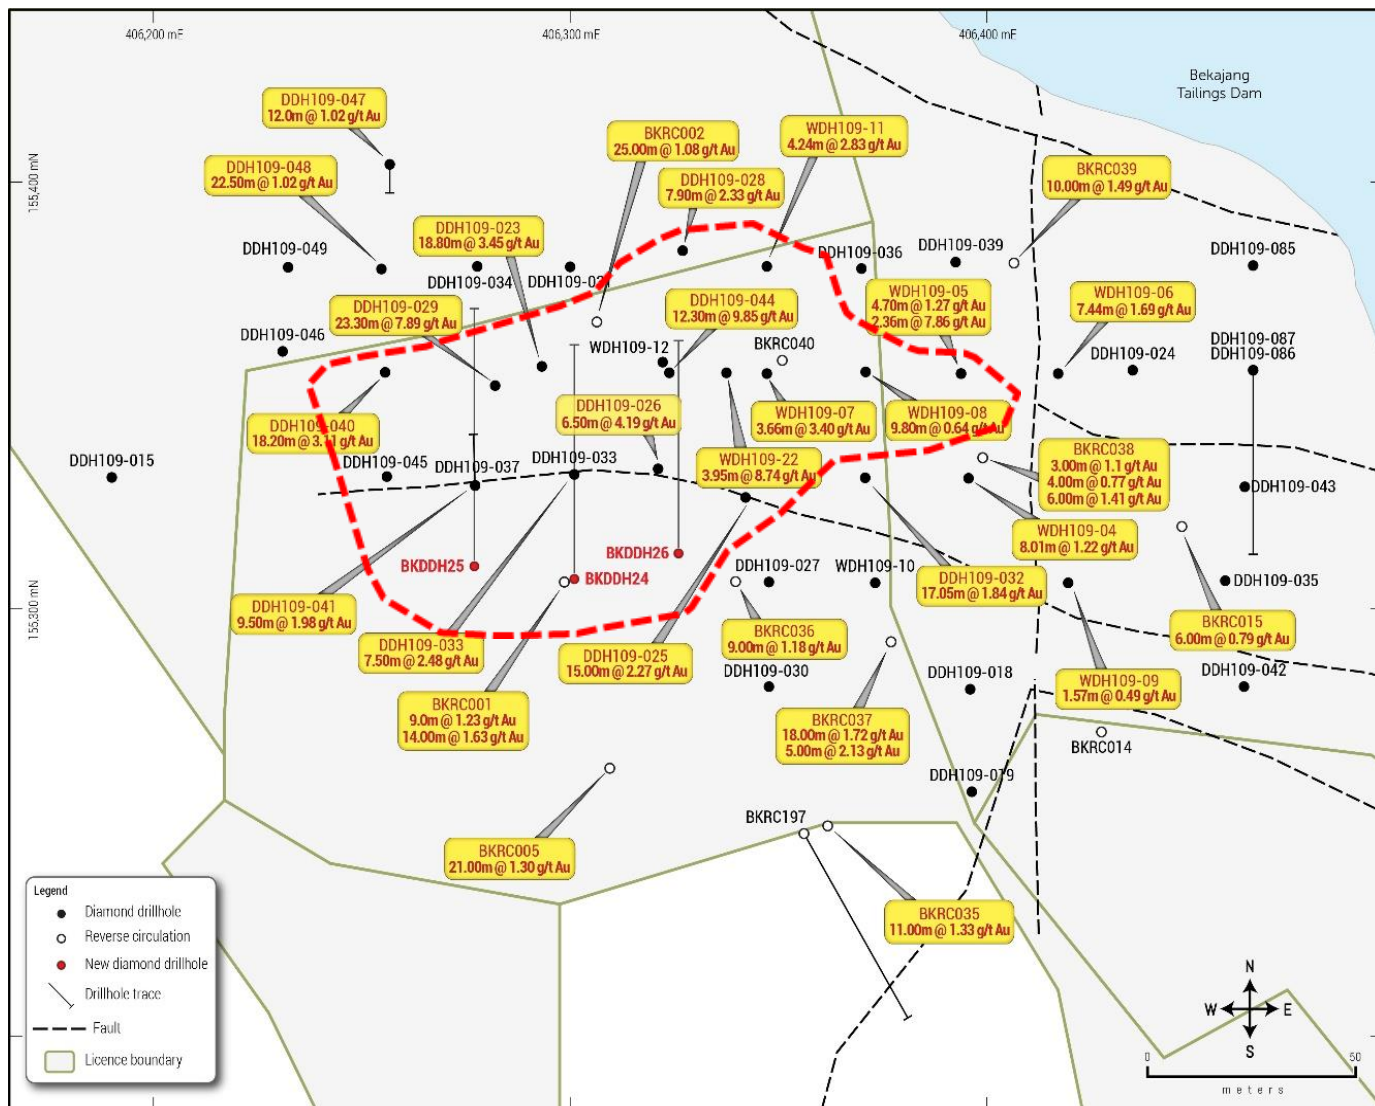 406,200 mE
406,300 mE
406,400 mE
155,400 mN
155,300 mN
Bekajang
Tailings Dam
DDH109-047
12.0m @ 1.02 g/t Au
BKRC002
25.00m @ 1.08 g/t Au
WDH109-11
4.24m @ 2.83 g/t Au
DDH109-048
22.50m @ 1.02 g/t Au
DDH109-028
7.90m @ 2.33 g/t Au
BKRC039
10.00m @ 1.49 g/t Au
DDH109-023
18.80m @ 3.45 g/t Au
DDH109-049
DDH109-034
DDH109-036
DDH109-039
DDH109-085
DDH109-029
23.30m @ 7.89 g/t Au
DDH109-044
12.30m @ 9.85 g/t Au
WDH109-05
4.70m @ 1.27 g/t Au
2.36m @ 7.86 g/t Au
WDH109-06
7.44m @ 1.69 g/t Au
DDH109-046
WDH109-12
BKRC040
DDH109-024
DDH109-087
DDH109-086
DDH109-040
18.20m @ 3.11 g/t Au
DDH109-026
6.50m @ 4.19 g/t Au
WDH109-07
3.66m @ 3.40 g/t Au
WDH109-08
9.80m @ 0.64 g/t Au
DDH109-015
DDH109-045
DDH109-037
DDH109-033
WDH109-22
3.95m @ 8.74 g/t Au
BKRC038
3.00m @ 1.1 g/t Au
4.00m @ 0.77 g/t Au
6.00m @ 1.41 g/t Au
DDH109-043
WDH109-04
8.01m @ 1.22 g/t Au
BKDDH25
BKDDH24
BKDDH26
DDH109-027
WDH109-10
DDH109-032
17.05m @ 1.84 g/t Au
DDH109-035
DDH109-041
9.50m @ 1.98 g/t Au
DDH109-033
7.50m @ 2.48 g/t Au
DDH109-025
15.00m @ 2.27 g/t Au
BKRC036
9.00m @ 1.18 g/t Au
BKRC015
6.00m @ 0.79 g/t Au
DDH109-030
DDH109-018
WDH109-09
1.57m @ 0.49 g/t Au
DDH109-042
BKRC001
9.0m @ 1.23 g/t Au
14.00m @ 1.63 g/t Au
BKRC037
18.00m @ 1.72 g/t Au
5.00m @ 2.13 g/t Au
BKRC014
DDH109-019
BKRC197
BKRC005
21.00m @ 1.30 g/t Au
BKRC035
11.00m @ 1.33 g/t Au
Legend
Diamond drillhole
Reverse circulation
New diamond drillhole
Drillhole trace
Fault
Licence boundary
N
W E
S
0 50
meters